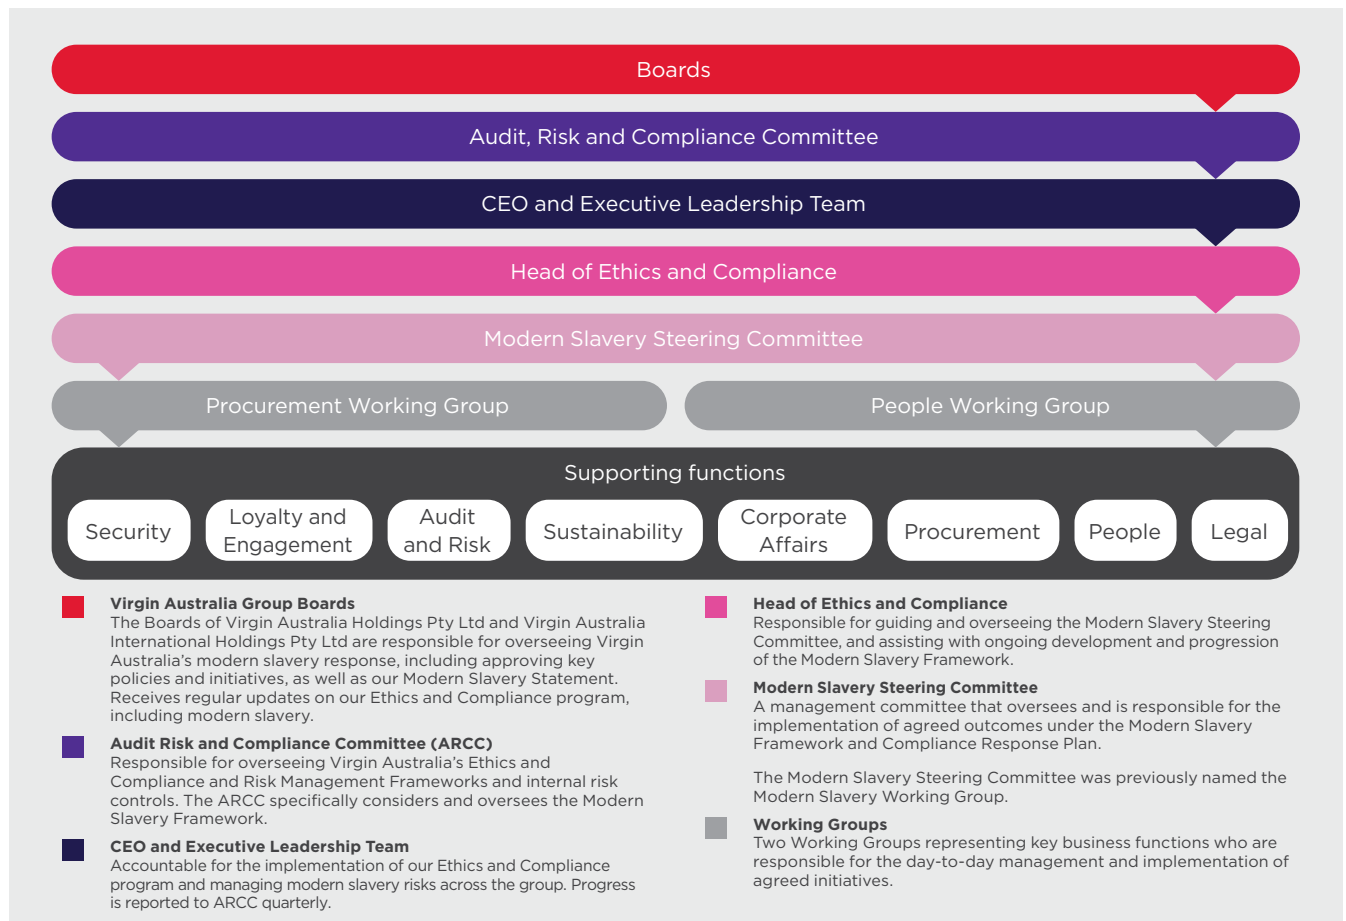 Boards
Audit, Risk and Compliance Committee
CEO and Executive Leadership Team
Head of Ethics and Compliance
Modern Slavery Steering Committee
Procurement Working Group
People Working Group
Supporting functions
Security
Loyalty and
Engagement
Audit
and Risk
Sustainability
Corporate
Affairs
Procurement
People
Legal
Virgin Australia Group Boards
The Boards of Virgin Australia Holdings Pty Ltd and Virgin Australia
International Holdings Pty Ltd are responsible for overseeing Virgin
Australia’s modern slavery response, including approving key
policies and initiatives, as well as our Modern Slavery Statement.
Receives regular updates on our Ethics and Compliance program,
including modern slavery.
Audit Risk and Compliance Committee (ARCC)
Responsible for overseeing Virgin Australia’s Ethics and
Compliance and Risk Management Frameworks and internal risk
controls. The ARCC specifically considers and oversees the Modern
Slavery Framework.
CEO and Executive Leadership Team
Accountable for the implementation of our Ethics and Compliance
program and managing modern slavery risks across the group. Progress
is reported to ARCC quarterly.
Head of Ethics and Compliance
Responsible for guiding and overseeing the Modern Slavery Steering
Committee, and assisting with ongoing development and progression
of the Modern Slavery Framework.
Modern Slavery Steering Committee
A management committee that oversees and is responsible for the
implementation of agreed outcomes under the Modern Slavery
Framework and Compliance Response Plan.
The Modern Slavery Steering Committee was previously named the
Modern Slavery Working Group.
Working Groups
Two Working Groups representing key business functions who are
responsible for the day-to-day management and implementation of
agreed initiatives.